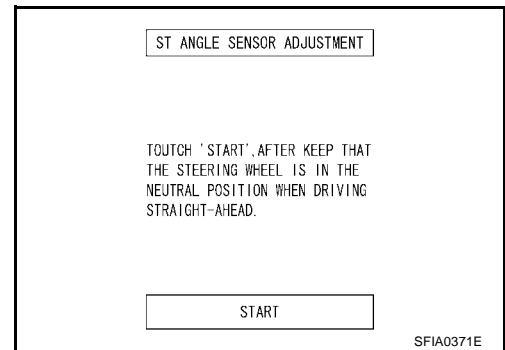 ST ANGLE SENSOR ADJUSTMENT
TOUTCH 'START',AFTER KEEP THAT
THE STEERING WHEEL IS IN THE
NEUTRAL POSITION WHEN DRIVING
STRAIGHT-AHEAD.
START
SFIA0371E